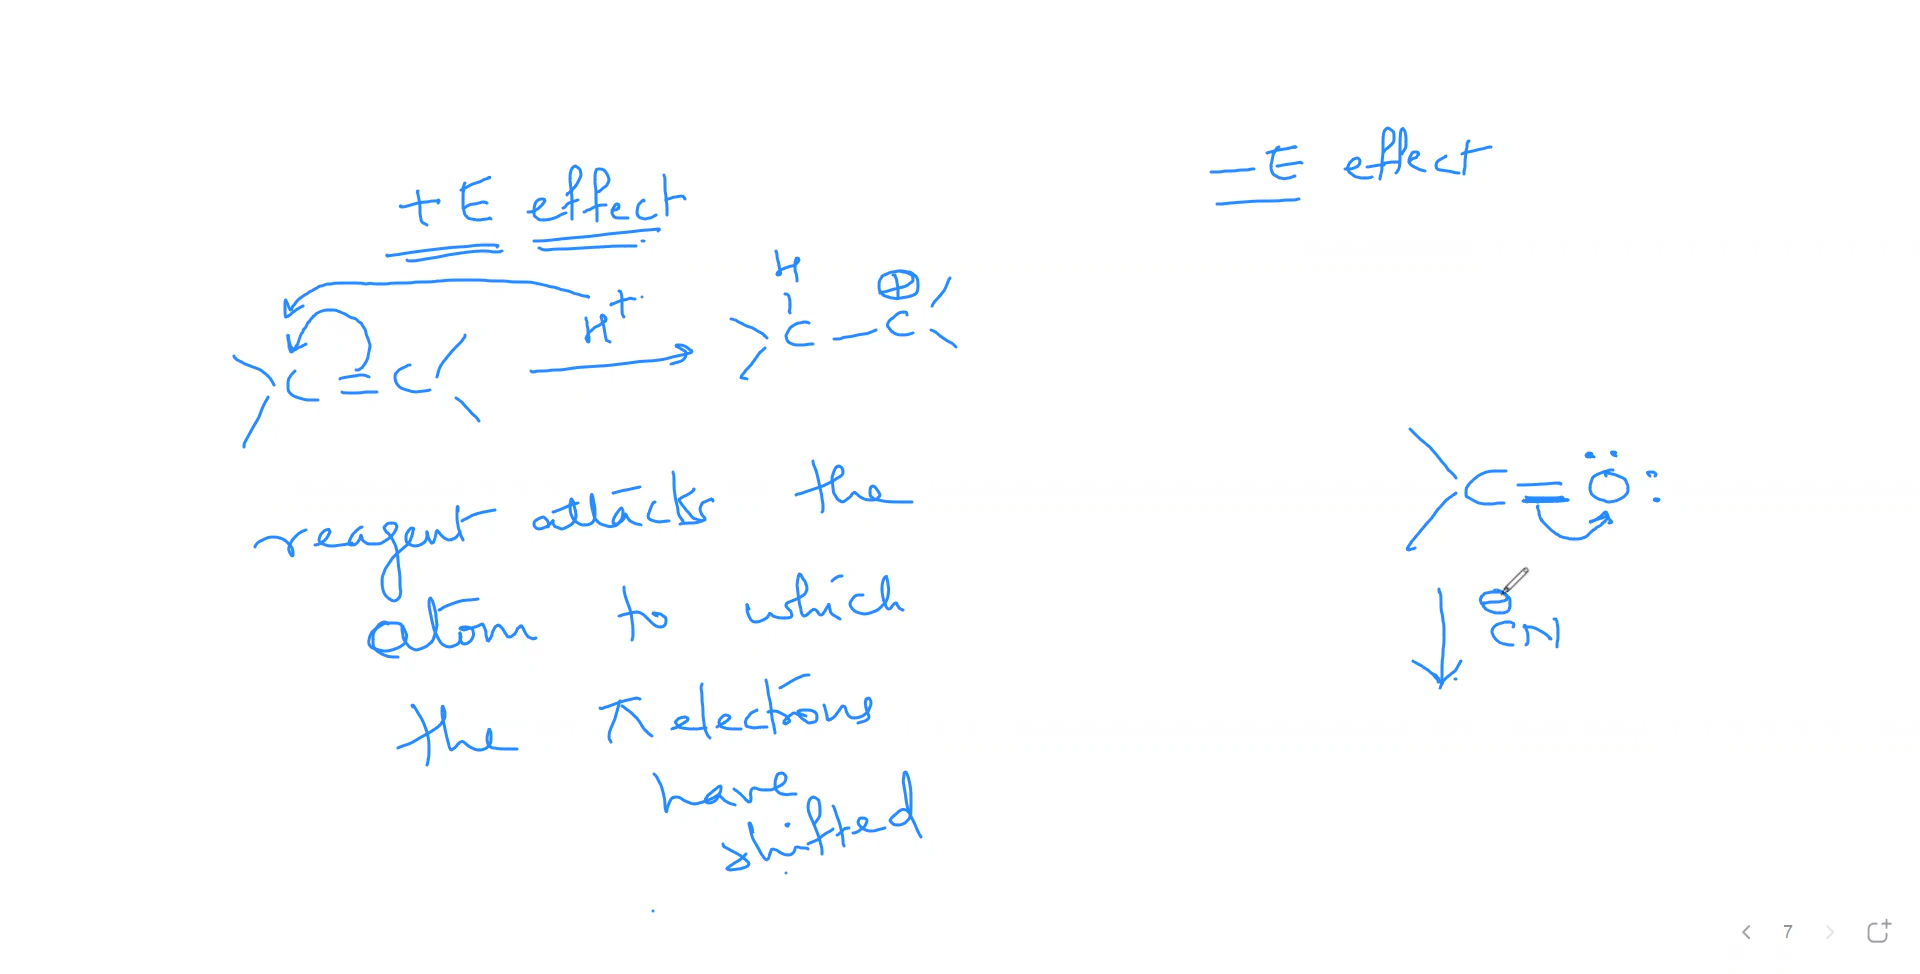 +E effect
H+
C=C
H
C-C
⊕
reagent attacks the
atom to which
the π electrons
have
shifted
-E effect
C=O
⊖
CN
7